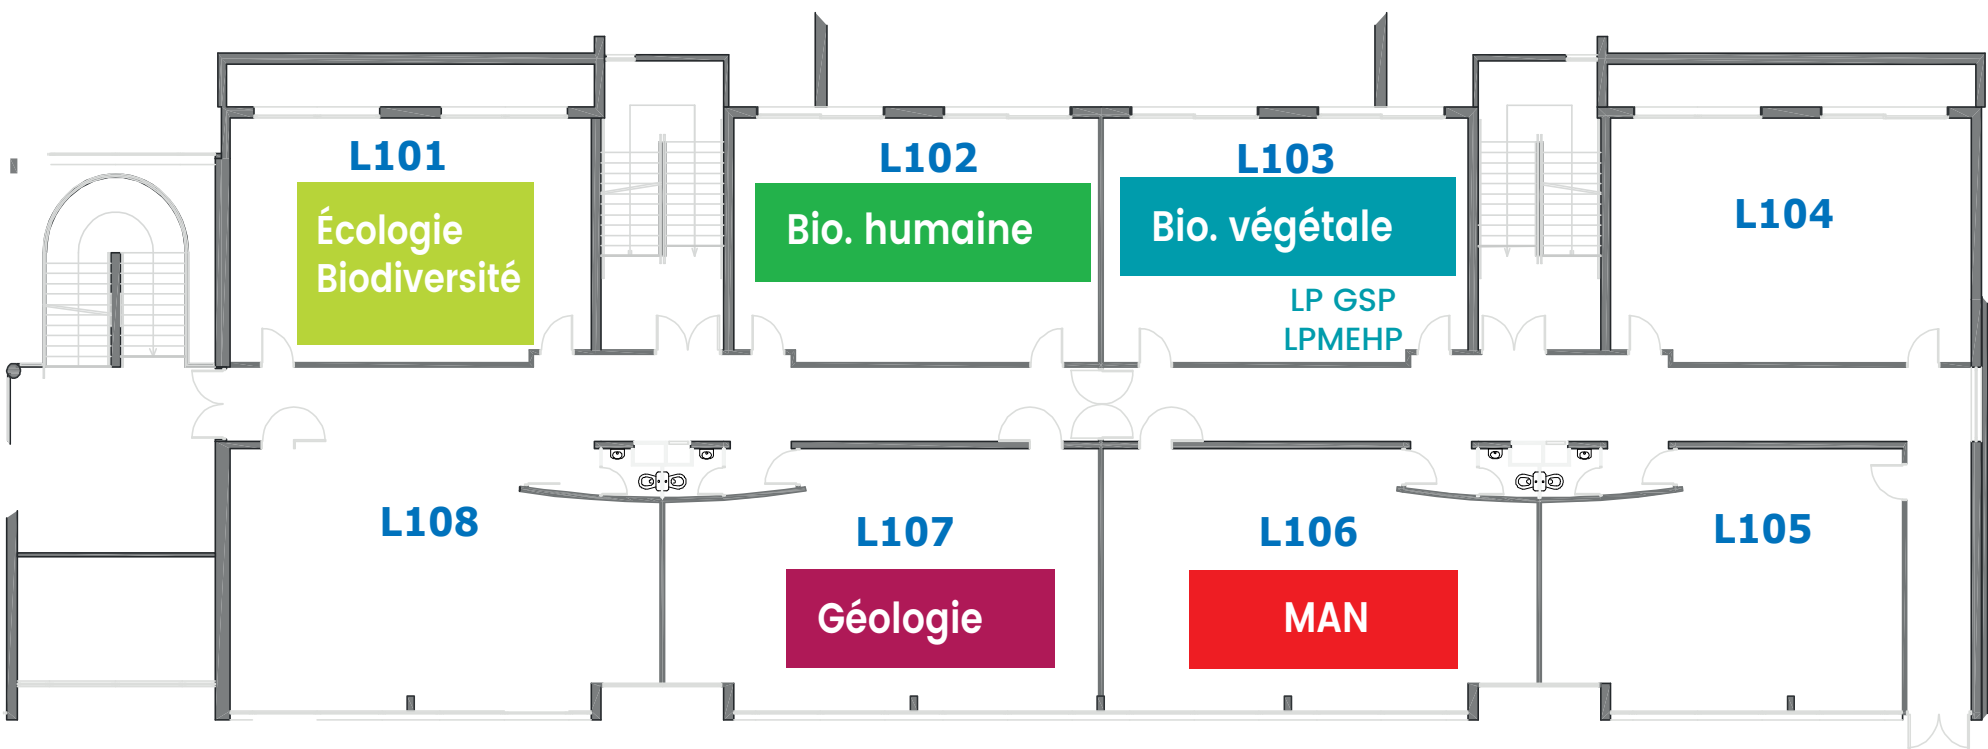 L101
Écologie
Biodiversité
L102
Bio. humaine
L103
Bio. végétale
LP GSP
LPMEHP
L104
L108
L107
Géologie
L106
MAN
L105